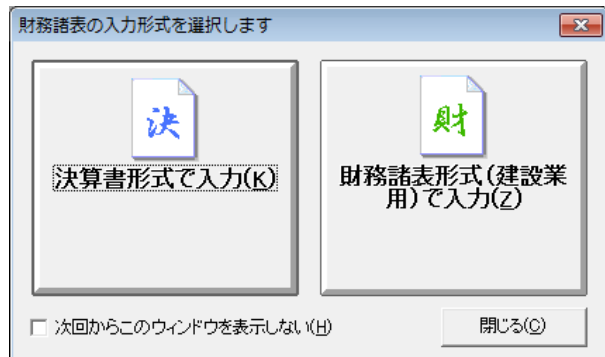 財務諸表の入力形式を選択します
決
決算書形式で入力(K)
財
財務諸表形式(建設業
用)で入力(Z)
次回からこのウィンドウを表示しない(H)
閉じる(C)